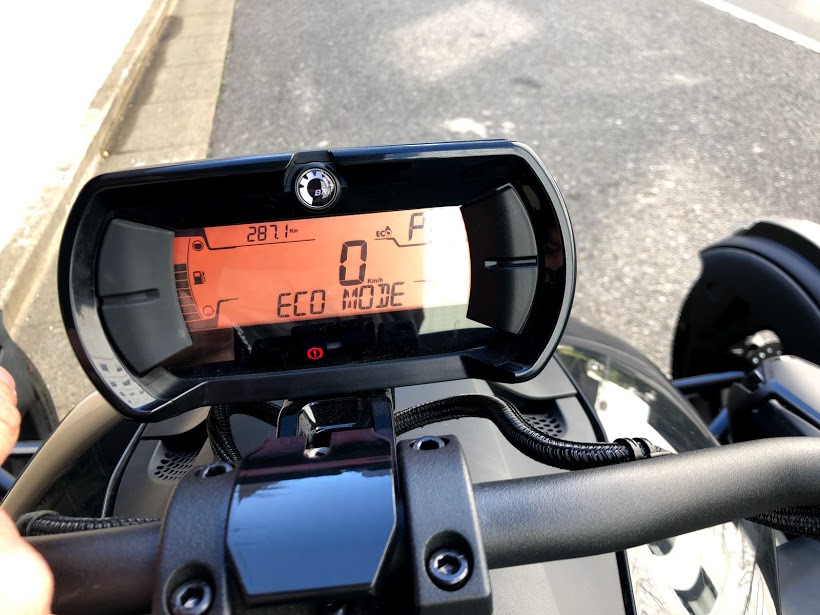 287.1 Km
ECO P
0 Km/h
ECO MODE